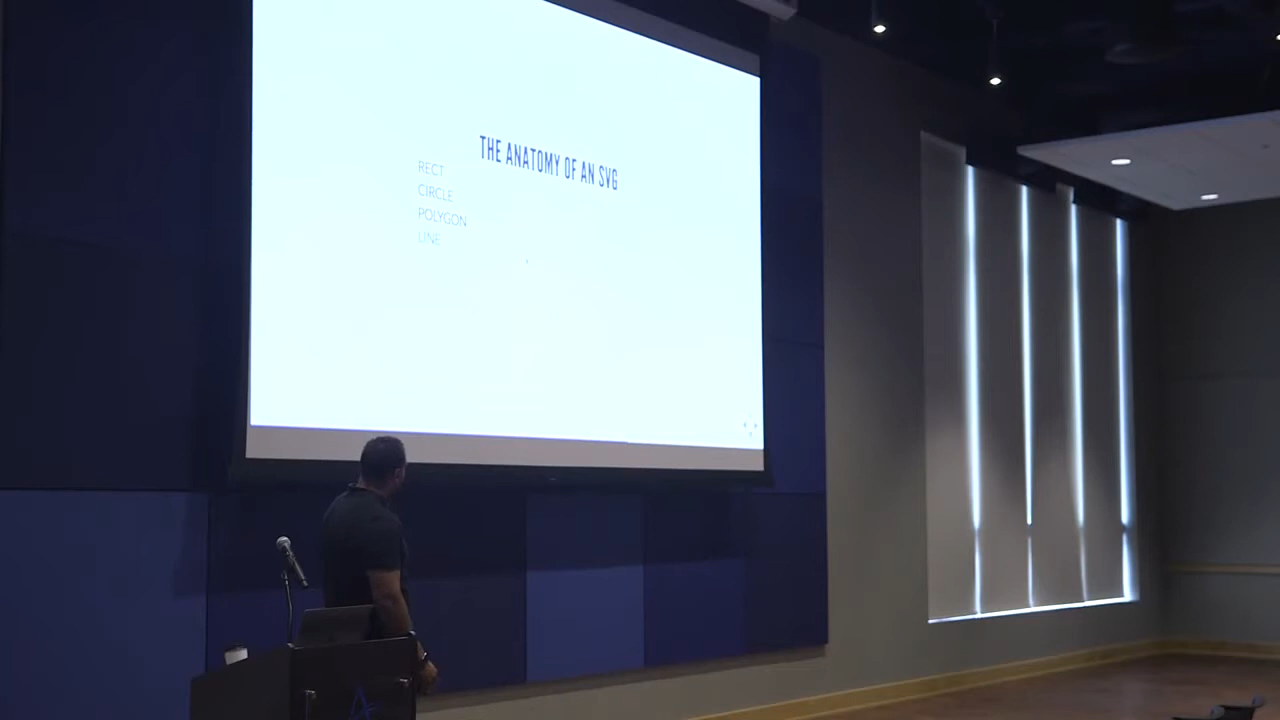 THE ANATOMY OF AN SVG
RECT
CIRCLE
POLYGON
LINE